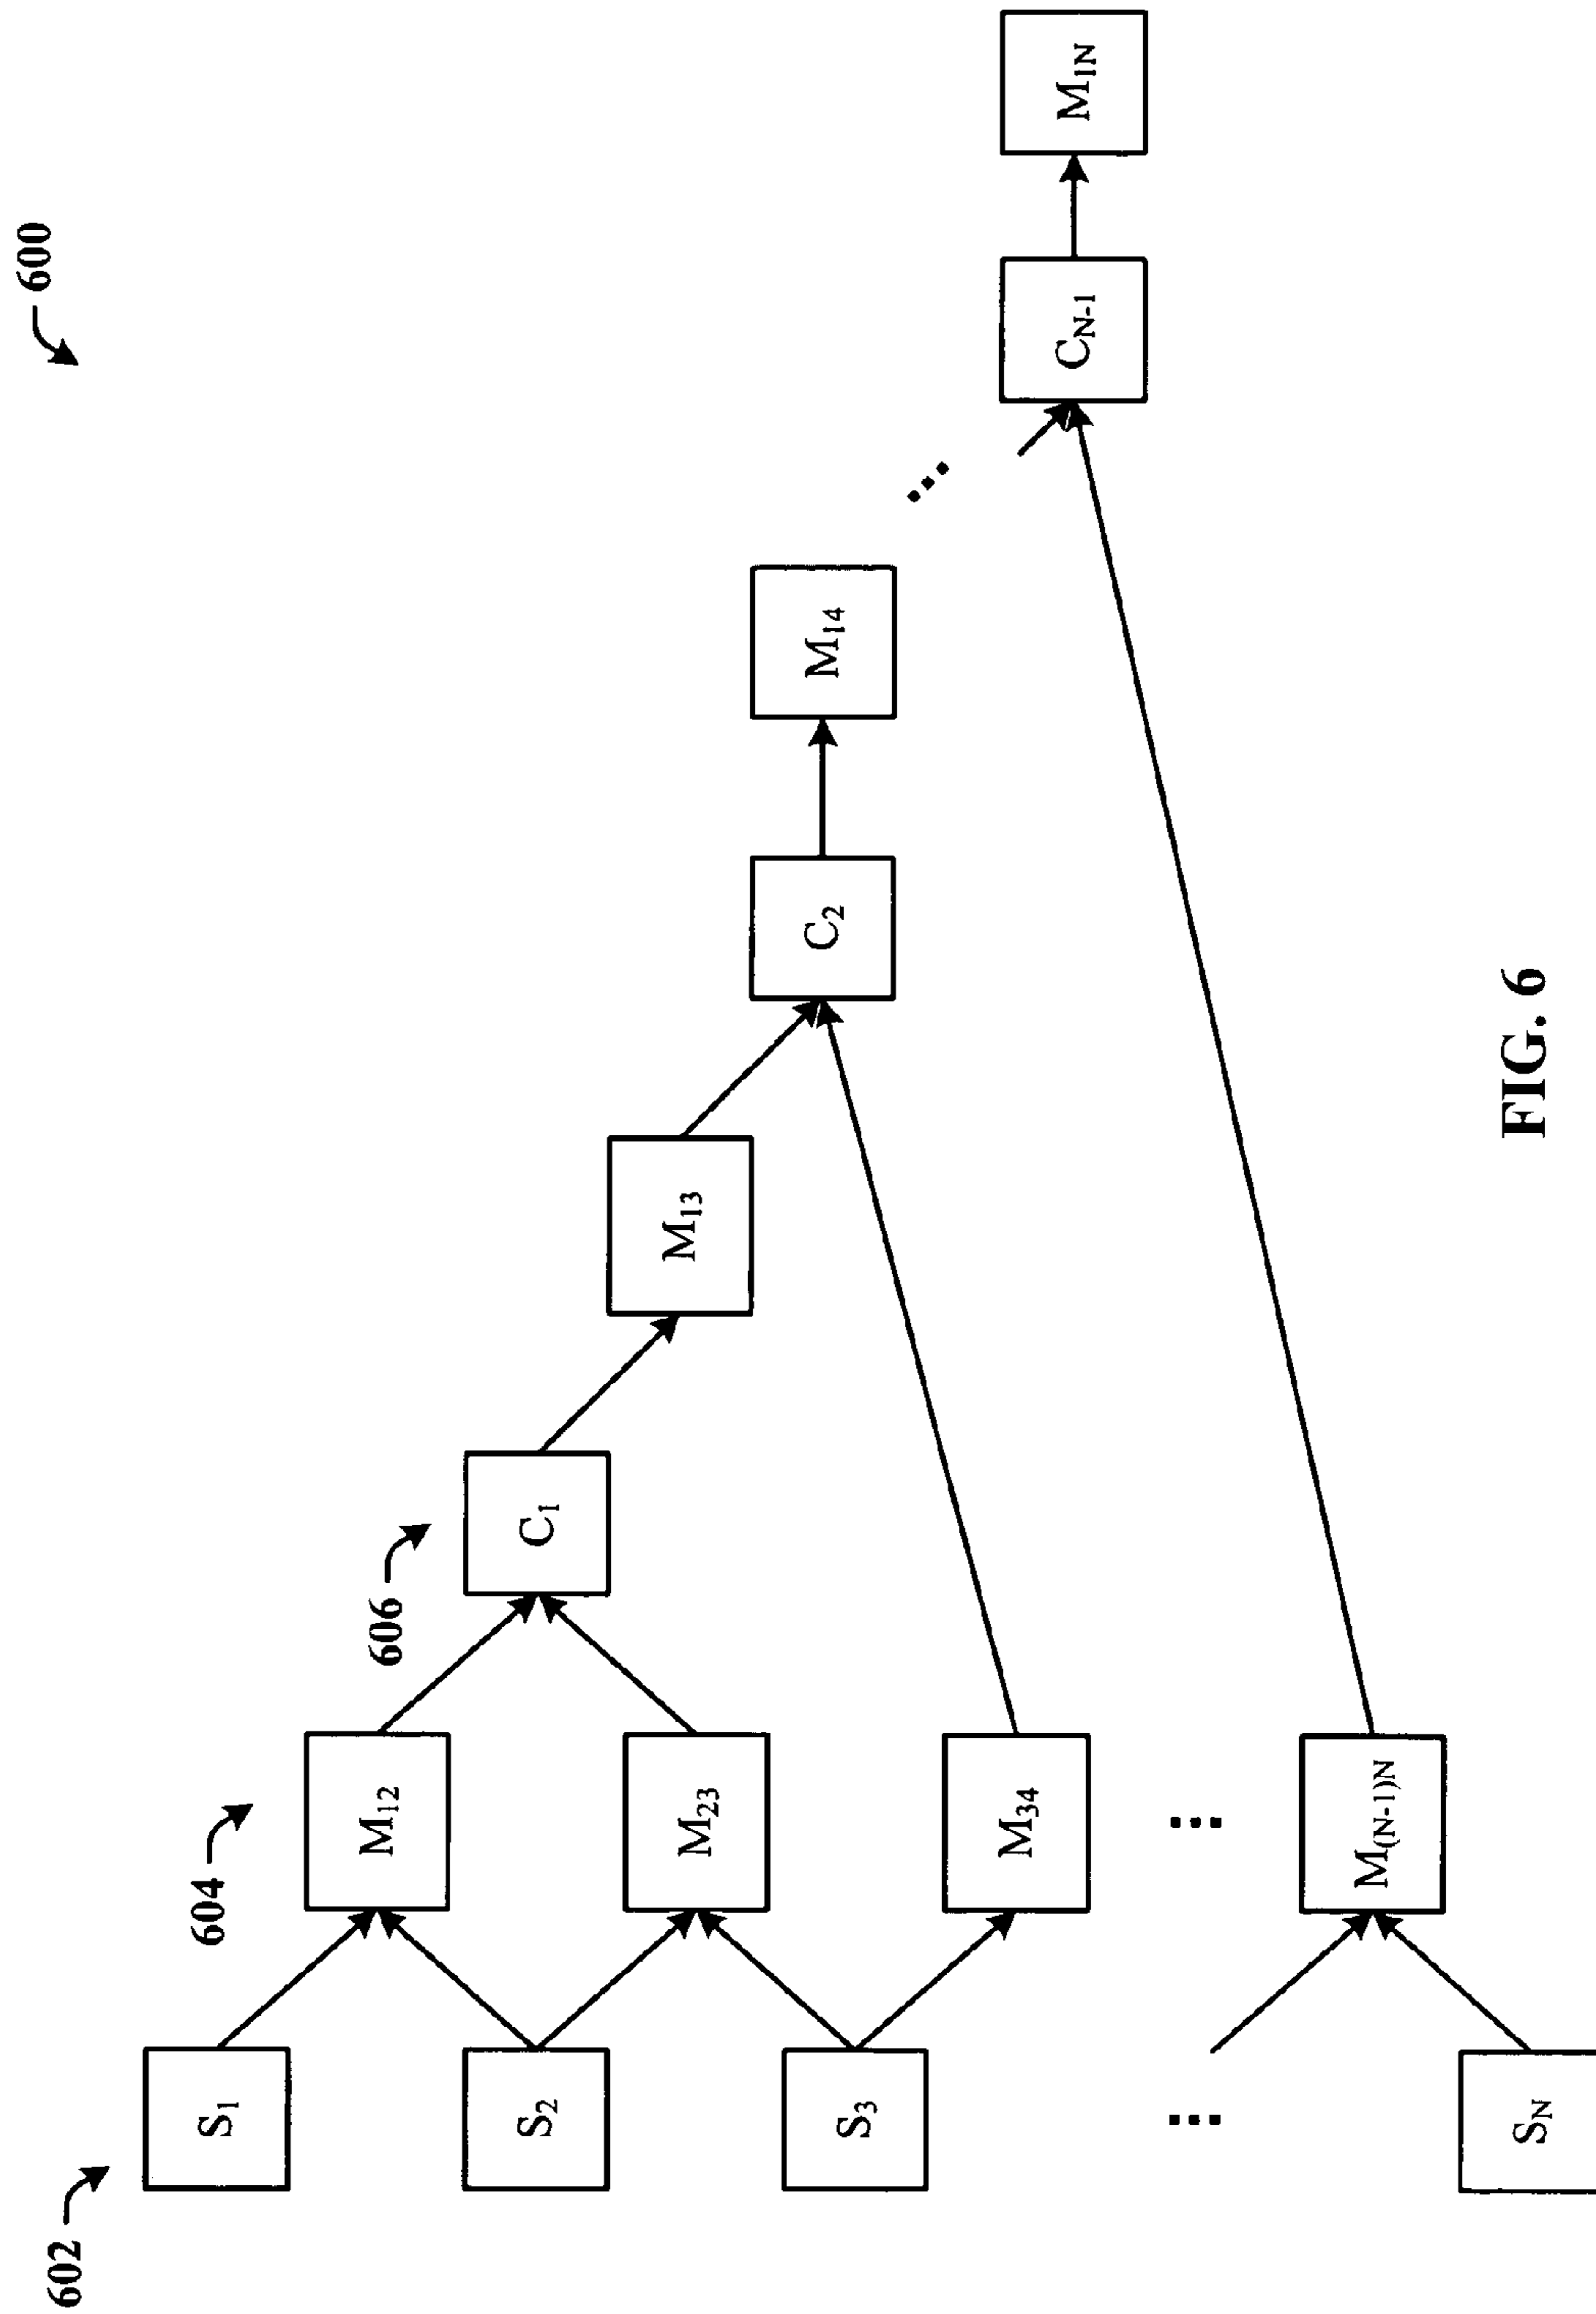 600
602
604
606
S1
S2
S3
⋮
SN
M12
M23
M34
⋮
M(N-1)N
C1
M13
C2
M14
⋰
CN-1
M1N
FIG. 6